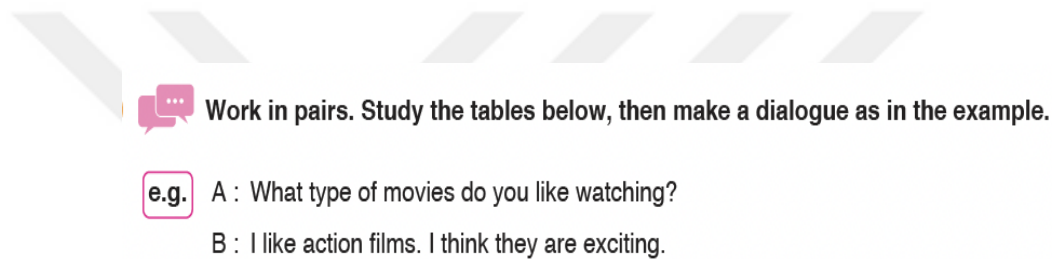 Work in pairs. Study the tables below, then make a dialogue as in the example.
e.g. A : What type of movies do you like watching?
B : I like action films. I think they are exciting.